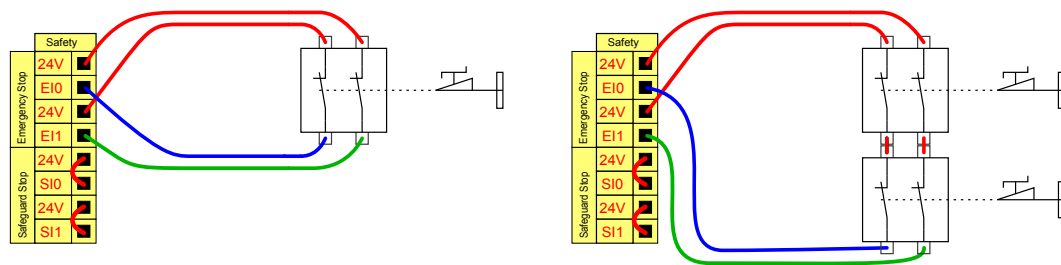 Safety
Emergency Stop
24V
EI0
24V
EI1
Safeguard Stop
24V
SI0
24V
SI1
Safety
Emergency Stop
24V
EI0
24V
EI1
Safeguard Stop
24V
SI0
24V
SI1